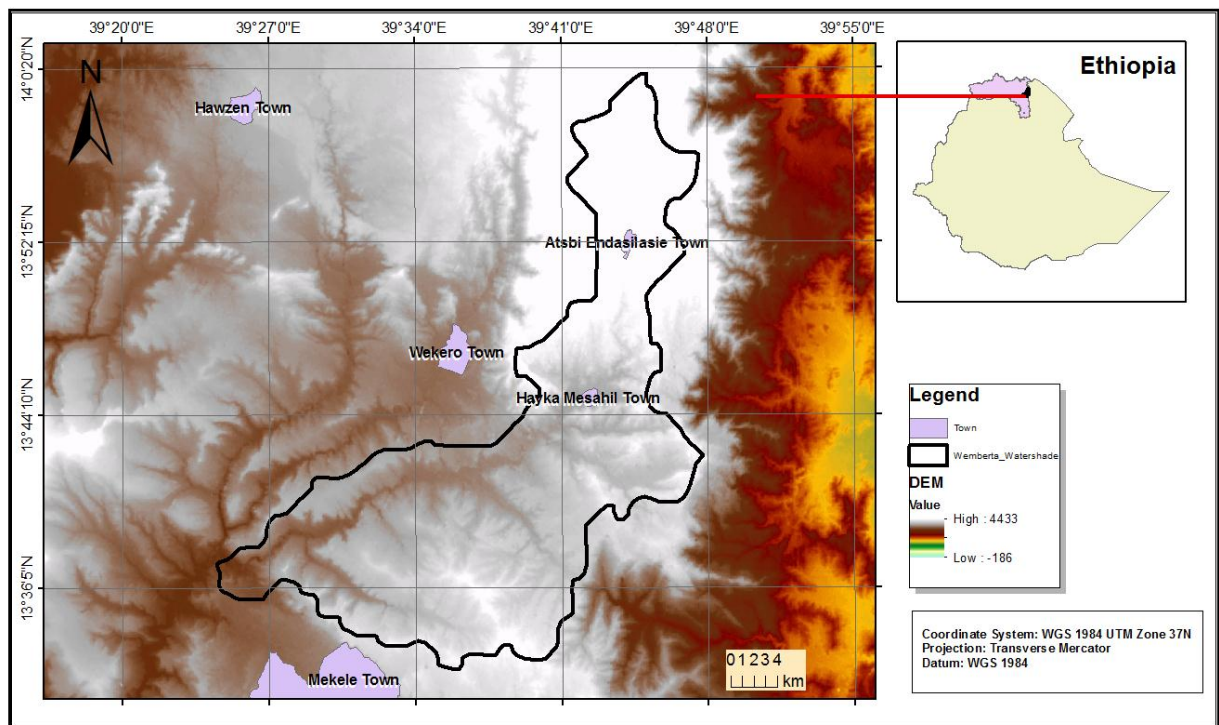 39°20'0"E 39°27'0"E 39°34'0"E 39°41'0"E 39°48'0"E 39°55'0"E
14°0'20"N
13°52'15"N
13°44'10"N
13°36'5"N
N
Hawzen Town
Atsbi Endasilasie Town
Wekero Town
Hayka Mesahil Town
Mekele Town
0 1 2 3 4
km
Ethiopia
Legend
Town
Wemberta_Watershade
DEM
Value
High : 4433
Low : -186
Coordinate System: WGS 1984 UTM Zone 37N
Projection: Transverse Mercator
Datum: WGS 1984